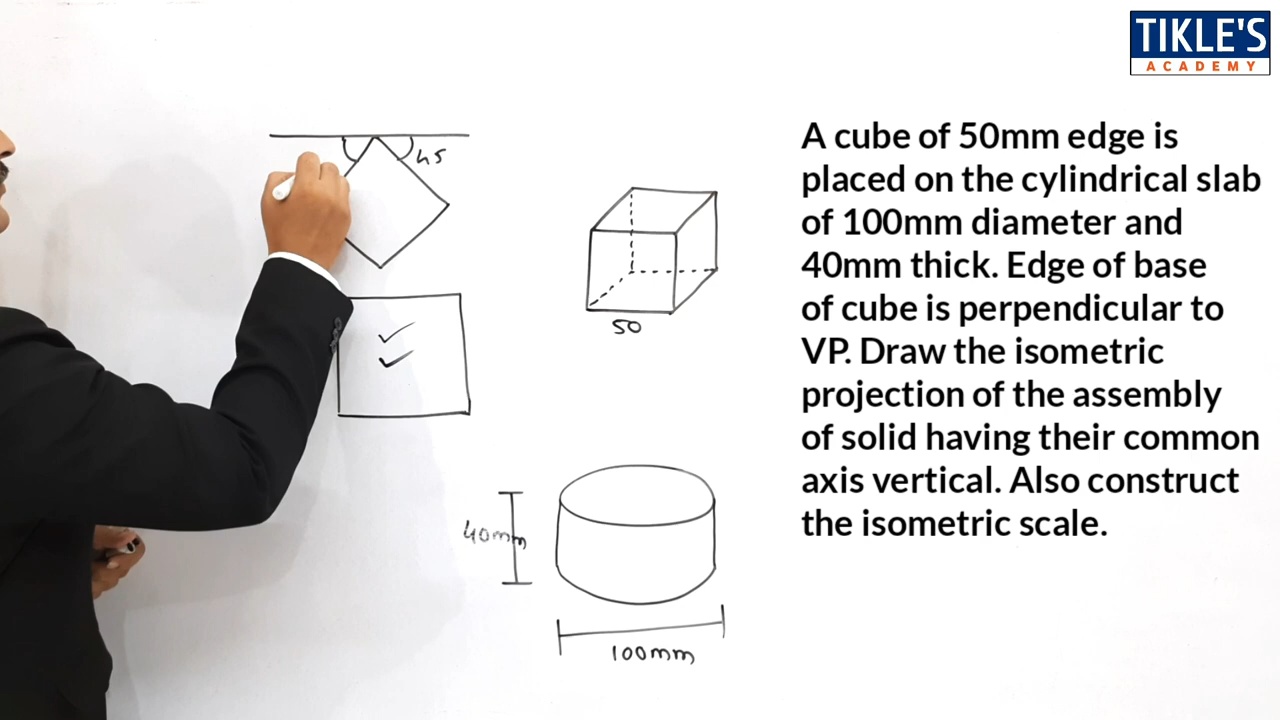 TIKLE'S
ACADEMY
A cube of 50mm edge is
placed on the cylindrical slab
of 100mm diameter and
40mm thick. Edge of base
of cube is perpendicular to
VP. Draw the isometric
projection of the assembly
of solid having their common
axis vertical. Also construct
the isometric scale.
45
50
40mm
100mm